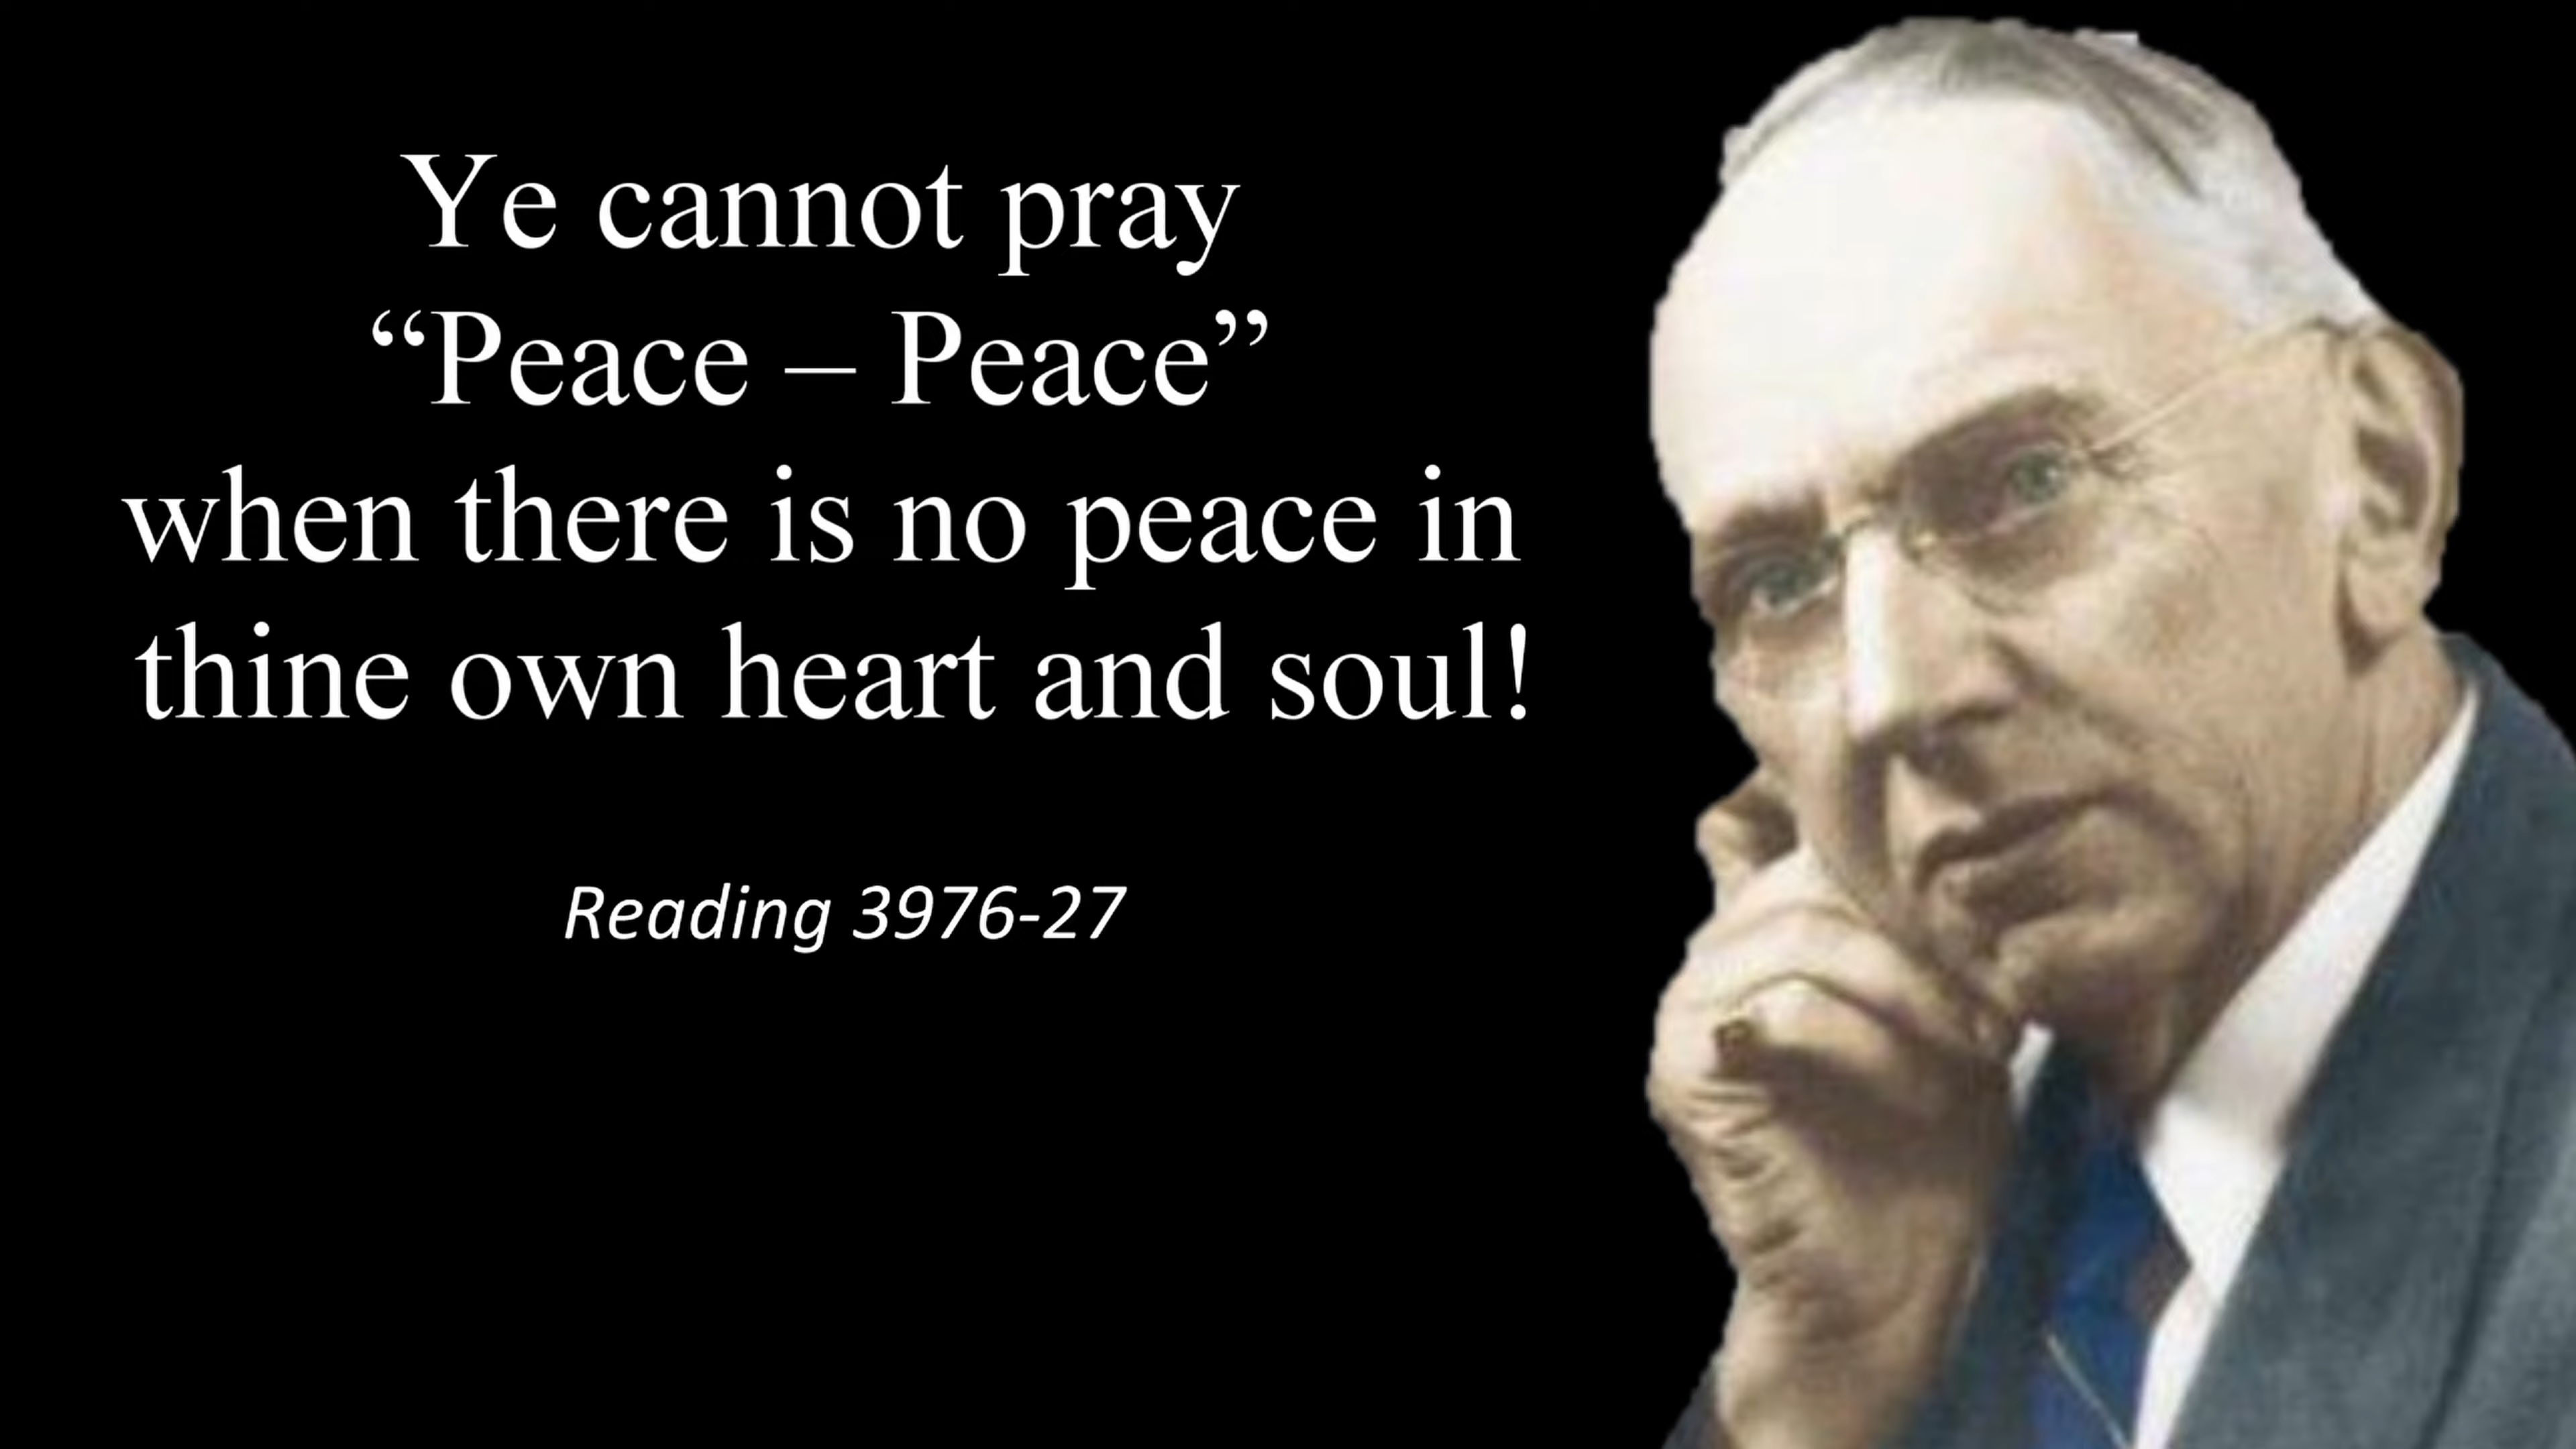 Ye cannot pray
“Peace – Peace”
when there is no peace in
thine own heart and soul!
Reading 3976-27